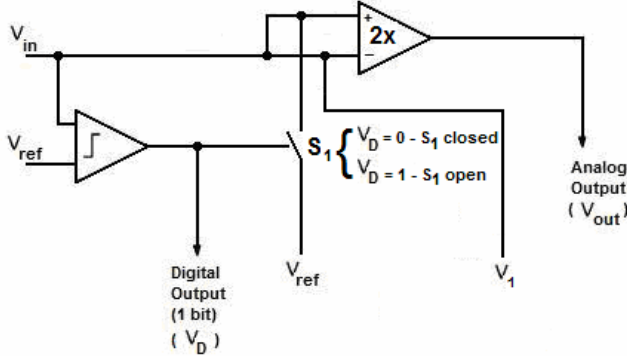 V_in
+
2x
−
V_ref
S_1 { V_D = 0 - S_1 closed
V_D = 1 - S_1 open
Analog
Output
( V_out )
Digital
Output
(1 bit)
( V_D )
V_ref
V_1